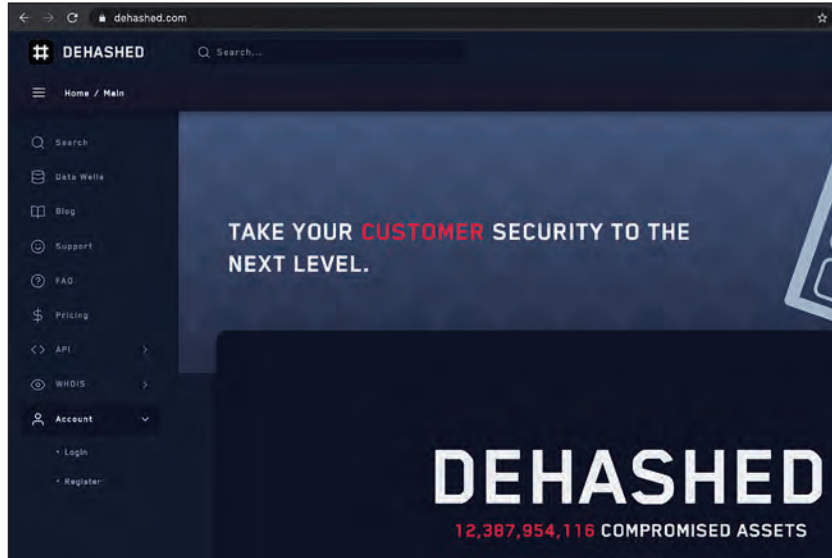 dehashed.com
DEHASHED
Search...
Home / Main
Search
Data Wells
Blog
Support
FAQ
Pricing
API
WHOIS
Account
Login
Register
TAKE YOUR CUSTOMER SECURITY TO THE
NEXT LEVEL.
DEHASHED
12,387,954,116 COMPROMISED ASSETS